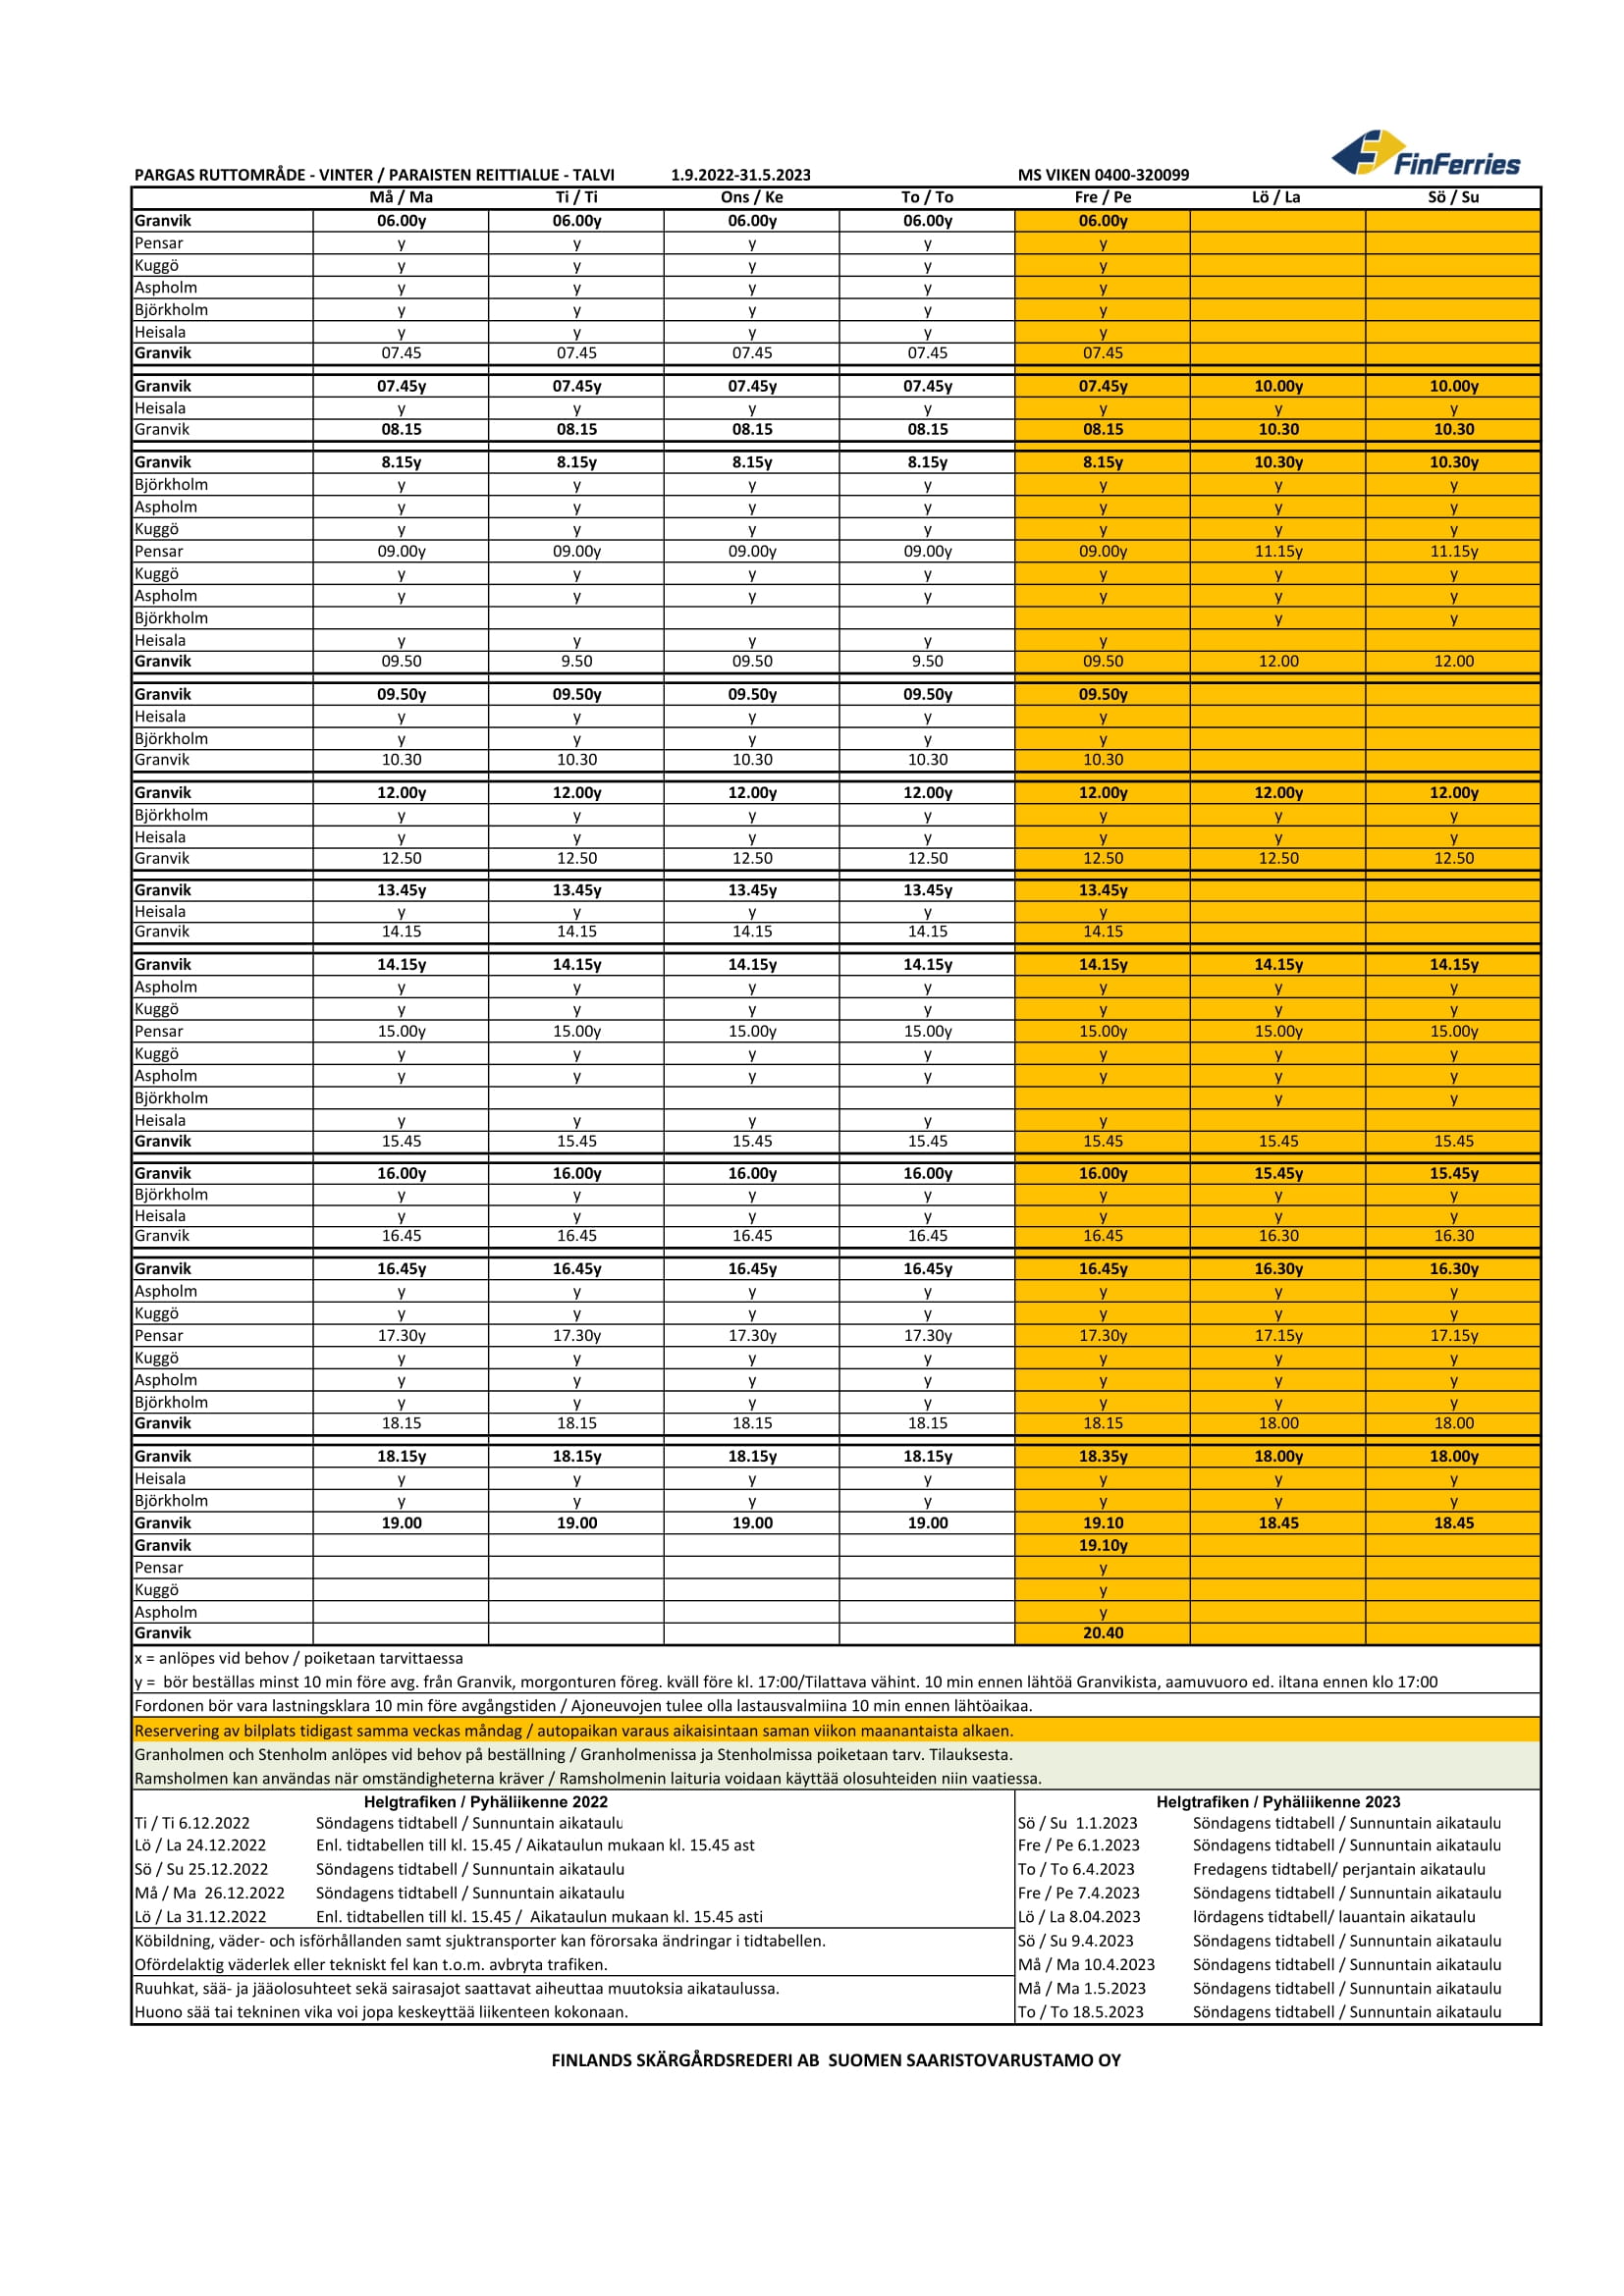 FinFerries
PARGAS RUTTOMRÅDE - VINTER / PARAISTEN REITTIALUE - TALVI 1.9.2022-31.5.2023 MS VIKEN 0400-320099
Må / Ma Ti / Ti Ons / Ke To / To Fre / Pe Lö / La Sö / Su
Granvik 06.00y 06.00y 06.00y 06.00y 06.00y
Pensar y y y y y
Kuggö y y y y y
Aspholm y y y y y
Björkholm y y y y y
Heisala y y y y y
Granvik 07.45 07.45 07.45 07.45 07.45
Granvik 07.45y 07.45y 07.45y 07.45y 07.45y 10.00y 10.00y
Heisala y y y y y y y
Granvik 08.15 08.15 08.15 08.15 08.15 10.30 10.30
Granvik 8.15y 8.15y 8.15y 8.15y 8.15y 10.30y 10.30y
Björkholm y y y y y y y
Aspholm y y y y y y y
Kuggö y y y y y y y
Pensar 09.00y 09.00y 09.00y 09.00y 09.00y 11.15y 11.15y
Kuggö y y y y y y y
Aspholm y y y y y y y
Björkholm y y
Heisala y y y y y
Granvik 09.50 9.50 09.50 9.50 09.50 12.00 12.00
Granvik 09.50y 09.50y 09.50y 09.50y 09.50y
Heisala y y y y y
Björkholm y y y y y
Granvik 10.30 10.30 10.30 10.30 10.30
Granvik 12.00y 12.00y 12.00y 12.00y 12.00y 12.00y 12.00y
Björkholm y y y y y y y
Heisala y y y y y y y
Granvik 12.50 12.50 12.50 12.50 12.50 12.50 12.50
Granvik 13.45y 13.45y 13.45y 13.45y 13.45y
Heisala y y y y y
Granvik 14.15 14.15 14.15 14.15 14.15
Granvik 14.15y 14.15y 14.15y 14.15y 14.15y 14.15y 14.15y
Aspholm y y y y y y y
Kuggö y y y y y y y
Pensar 15.00y 15.00y 15.00y 15.00y 15.00y 15.00y 15.00y
Kuggö y y y y y y y
Aspholm y y y y y y y
Björkholm y y
Heisala y y y y y
Granvik 15.45 15.45 15.45 15.45 15.45 15.45 15.45
Granvik 16.00y 16.00y 16.00y 16.00y 16.00y 15.45y 15.45y
Björkholm y y y y y y y
Heisala y y y y y y y
Granvik 16.45 16.45 16.45 16.45 16.45 16.30 16.30
Granvik 16.45y 16.45y 16.45y 16.45y 16.45y 16.30y 16.30y
Aspholm y y y y y y y
Kuggö y y y y y y y
Pensar 17.30y 17.30y 17.30y 17.30y 17.30y 17.15y 17.15y
Kuggö y y y y y y y
Aspholm y y y y y y y
Björkholm y y y y y y y
Granvik 18.15 18.15 18.15 18.15 18.15 18.00 18.00
Granvik 18.15y 18.15y 18.15y 18.15y 18.35y 18.00y 18.00y
Heisala y y y y y y y
Björkholm y y y y y y y
Granvik 19.00 19.00 19.00 19.00 19.10 18.45 18.45
Granvik 19.10y
Pensar y
Kuggö y
Aspholm y
Granvik 20.40
x = anlöpes vid behov / poiketaan tarvittaessa
y = bör beställas minst 10 min före avg. från Granvik, morgonturen föreg. kväll före kl. 17:00/Tilattava vähint. 10 min ennen lähtöä Granvikista, aamuvuoro ed. iltana ennen klo 17:00
Fordonen bör vara lastningsklara 10 min före avgångstiden / Ajoneuvojen tulee olla lastausvalmiina 10 min ennen lähtöaikaa.
Reservering av bilplats tidigast samma veckas måndag / autopaikan varaus aikaisintaan saman viikon maanantaista alkaen.
Granholmen och Stenholm anlöpes vid behov på beställning / Granholmenissa ja Stenholmissa poiketaan tarv. Tilauksesta.
Ramsholmen kan användas när omständigheterna kräver / Ramsholmenin laituria voidaan käyttää olosuhteiden niin vaatiessa.
Helgtrafiken / Pyhäliikenne 2022
Ti / Ti 6.12.2022 Söndagens tidtabell / Sunnuntain aikataulu
Lö / La 24.12.2022 Enl. tidtabellen till kl. 15.45 / Aikataulun mukaan kl. 15.45 ast
Sö / Su 25.12.2022 Söndagens tidtabell / Sunnuntain aikataulu
Må / Ma 26.12.2022 Söndagens tidtabell / Sunnuntain aikataulu
Lö / La 31.12.2022 Enl. tidtabellen till kl. 15.45 / Aikataulun mukaan kl. 15.45 asti
Köbildning, väder- och isförhållanden samt sjuktransporter kan förorsaka ändringar i tidtabellen.
Ofördelaktig väderlek eller tekniskt fel kan t.o.m. avbryta trafiken.
Ruuhkat, sää- ja jääolosuhteet sekä sairasajot saattavat aiheuttaa muutoksia aikataulussa.
Huono sää tai tekninen vika voi jopa keskeyttää liikenteen kokonaan.
Helgtrafiken / Pyhäliikenne 2023
Sö / Su 1.1.2023 Söndagens tidtabell / Sunnuntain aikataulu
Fre / Pe 6.1.2023 Söndagens tidtabell / Sunnuntain aikataulu
To / To 6.4.2023 Fredagens tidtabell/ perjantain aikataulu
Fre / Pe 7.4.2023 Söndagens tidtabell / Sunnuntain aikataulu
Lö / La 8.04.2023 lördagens tidtabell/ lauantain aikataulu
Sö / Su 9.4.2023 Söndagens tidtabell / Sunnuntain aikataulu
Må / Ma 10.4.2023 Söndagens tidtabell / Sunnuntain aikataulu
Må / Ma 1.5.2023 Söndagens tidtabell / Sunnuntain aikataulu
To / To 18.5.2023 Söndagens tidtabell / Sunnuntain aikataulu
FINLANDS SKÄRGÅRDSREDERI AB SUOMEN SAARISTOVARUSTAMO OY